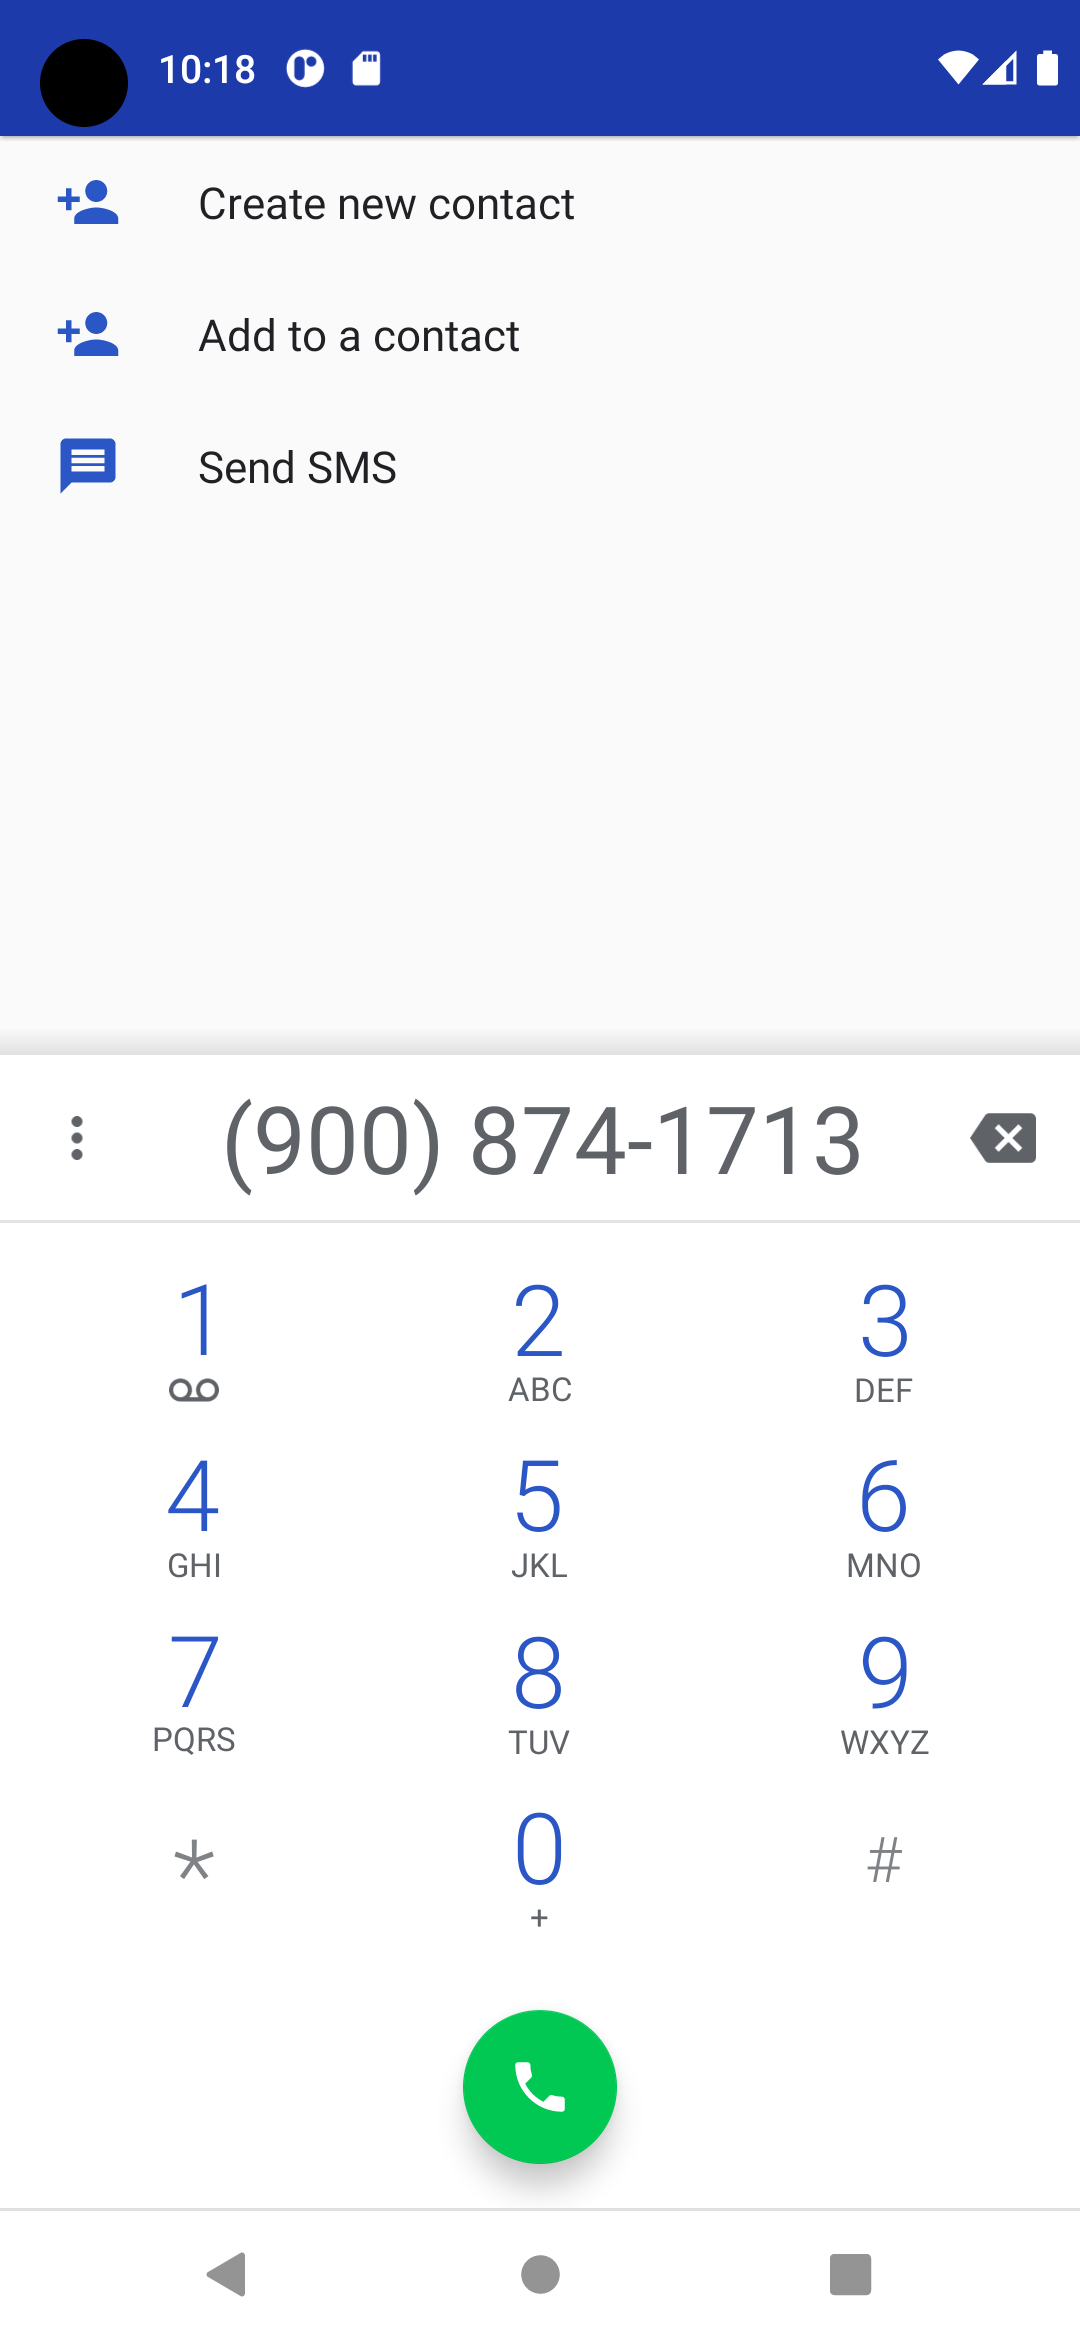 10:18
Create new contact
Add to a contact
Send SMS
(900) 874-1713
1 2 3
ABC DEF
4 5 6
GHI JKL MNO
7 8 9
PQRS TUV WXYZ
* 0 #
+